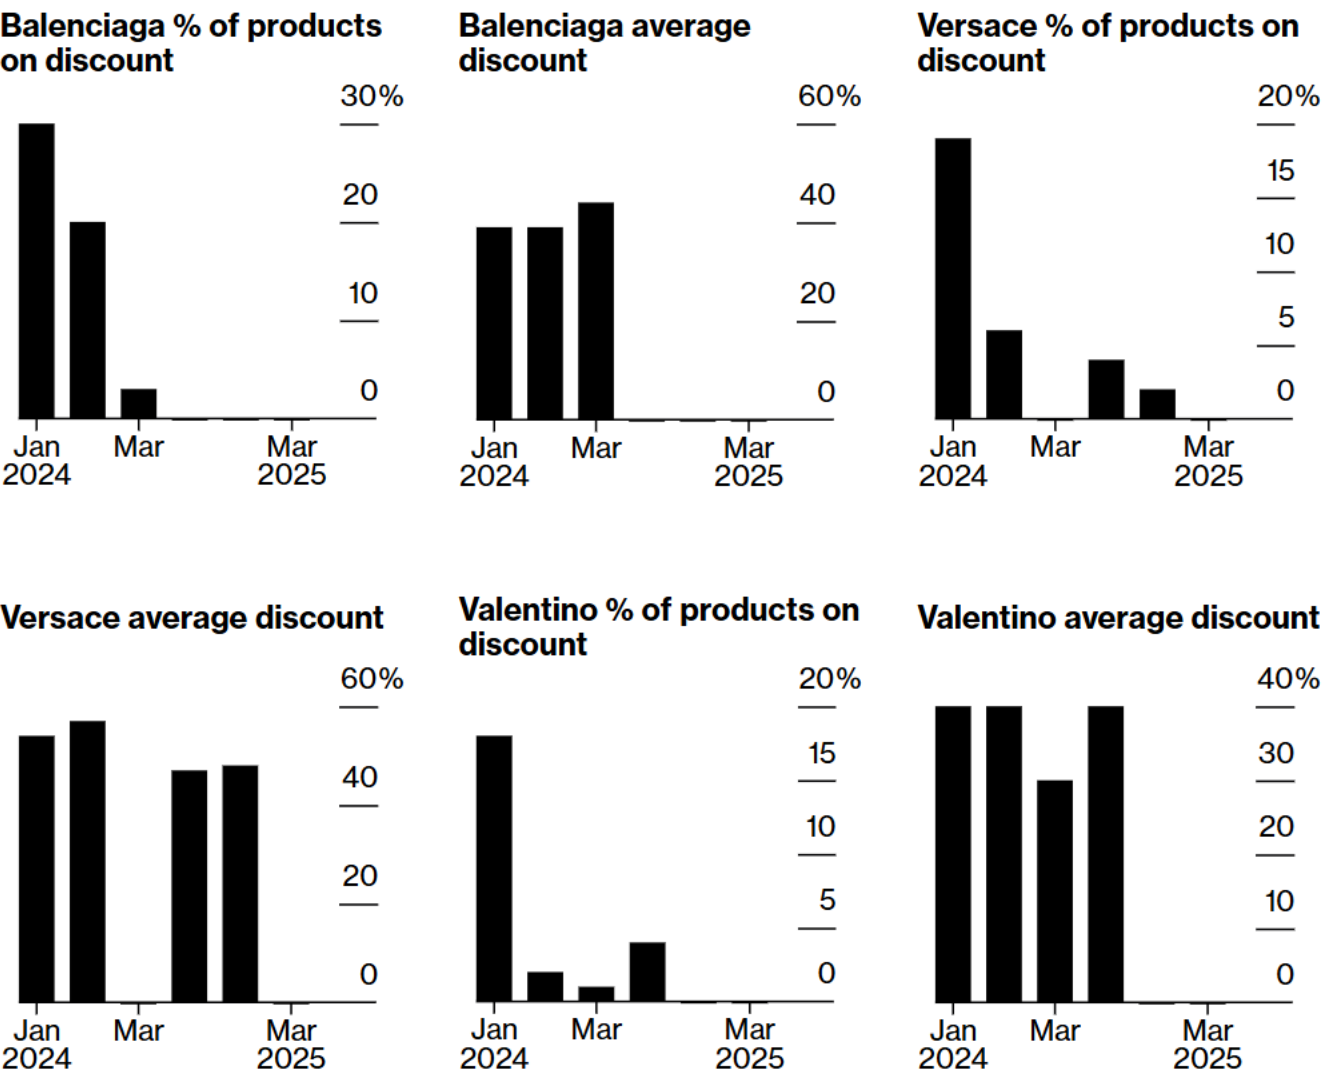 Balenciaga % of products
on discount
30%
20
10
0
Jan
2024
Mar
Mar
2025
Balenciaga average
discount
60%
40
20
0
Jan
2024
Mar
Mar
2025
Versace % of products on
discount
20%
15
10
5
0
Jan
2024
Mar
Mar
2025
Versace average discount
60%
40
20
0
Jan
2024
Mar
Mar
2025
Valentino % of products on
discount
20%
15
10
5
0
Jan
2024
Mar
Mar
2025
Valentino average discount
40%
30
20
10
0
Jan
2024
Mar
Mar
2025